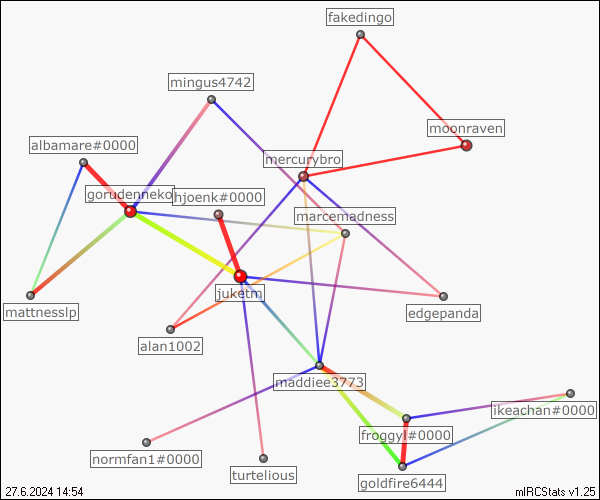 fakedingo
mingus4742
moonraven
albamare#0000
mercurybro
gorudenneko
hjoenk#0000
marcemadness
juketm
mattnesslp
edgepanda
alan1002
maddiee3773
ikeachan#0000
froggyl#0000
normfan1#0000
turtelious
goldfire6444
27.6.2024 14:54
mIRCStats v1.25